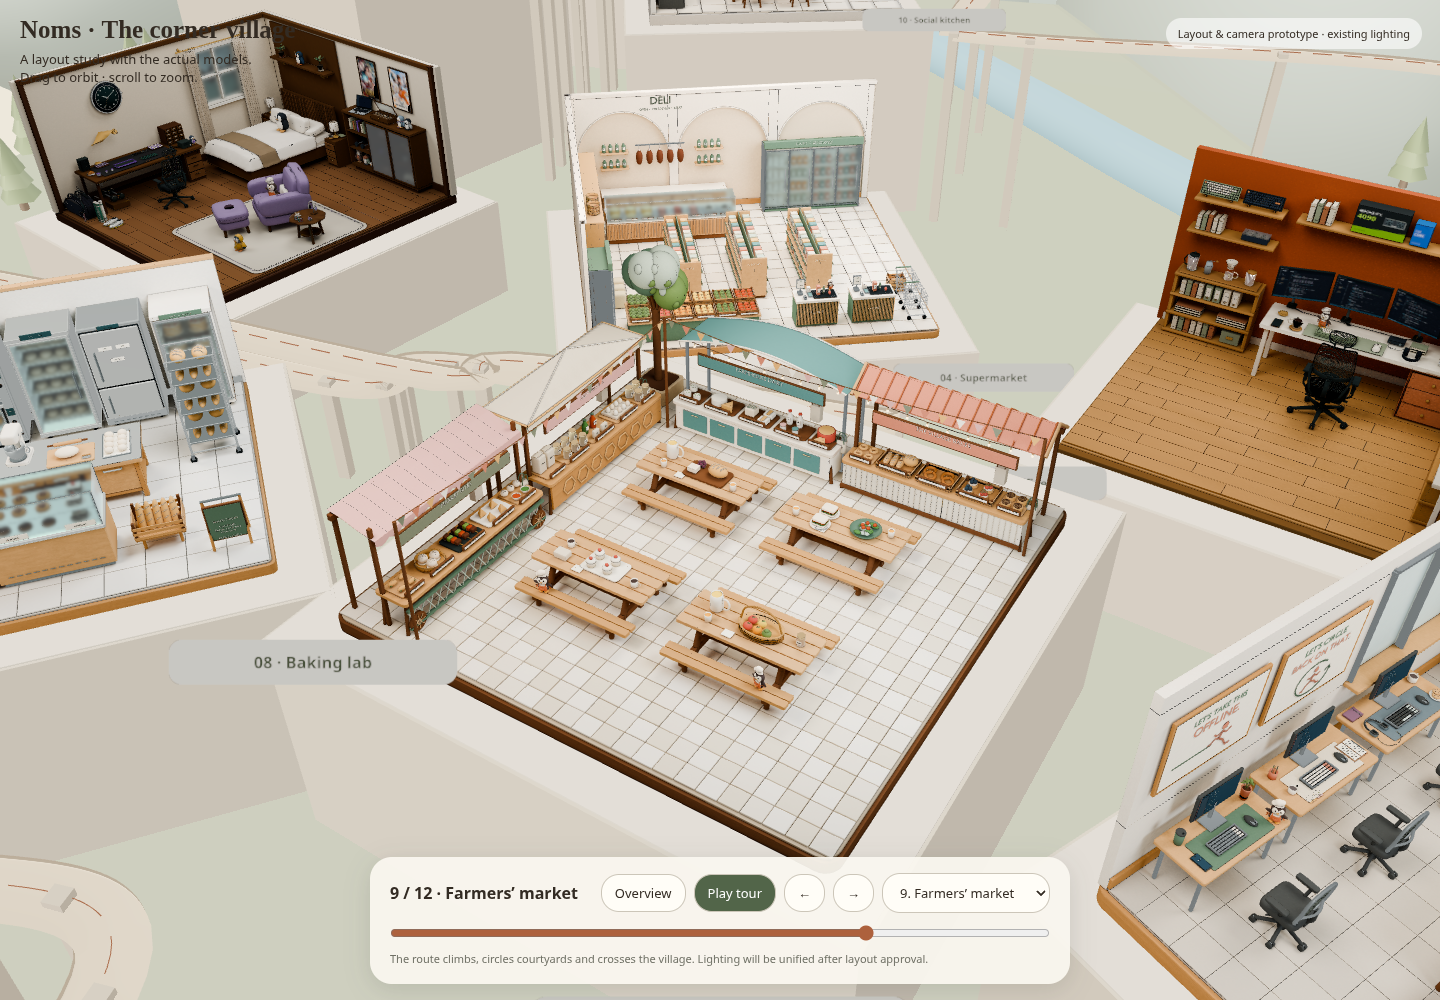 Noms · The corner village
A layout study with the actual models.
Drag to orbit · scroll to zoom.
10 · Social kitchen
Layout & camera prototype · existing lighting
DELI
4090
04 · Supermarket
LET'S TAKE THIS
OFFLINE.
LET'S CIRCLE
BACK ON THAT.
08 · Baking lab
9 / 12 · Farmers’ market
Overview
Play tour
←
→
9. Farmers’ market
The route climbs, circles courtyards and crosses the village. Lighting will be unified after layout approval.